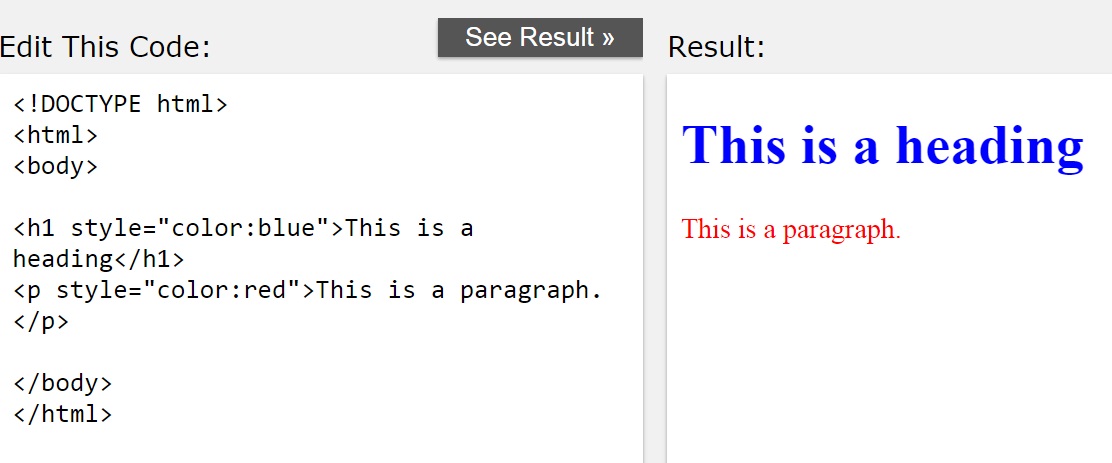 Edit This Code:
See Result »
<!DOCTYPE html>
<html>
<body>
<h1 style="color:blue">This is a
heading</h1>
<p style="color:red">This is a paragraph.
</p>
</body>
</html>
Result:
This is a heading
This is a paragraph.